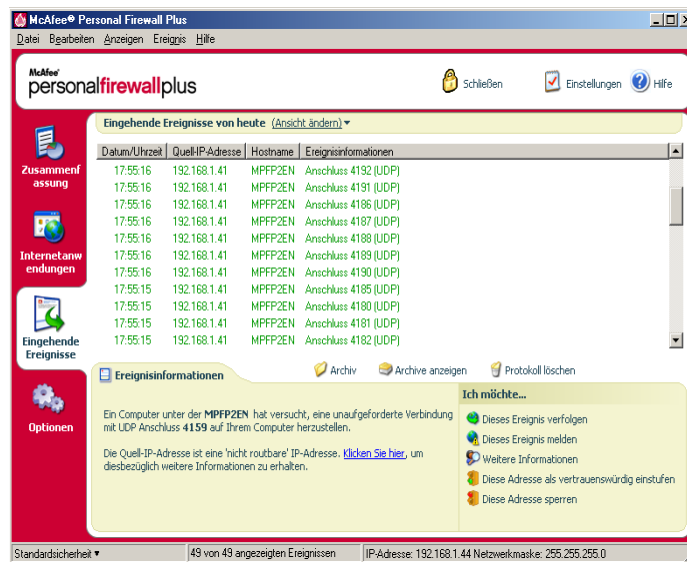 McAfee® Personal Firewall Plus
Datei Bearbeiten Anzeigen Ereignis Hilfe
McAfee®
personalfirewallplus
Schließen
Einstellungen
Hilfe
Zusammenf
assung
Internetanw
endungen
Eingehende
Ereignisse
Optionen
Eingehende Ereignisse von heute (Ansicht ändern)
Datum/Uhrzeit Quell-IP-Adresse Hostname Ereignisinformationen
17:55:16 192.168.1.41 MPFP2EN Anschluss 4192 (UDP)
17:55:16 192.168.1.41 MPFP2EN Anschluss 4191 (UDP)
17:55:16 192.168.1.41 MPFP2EN Anschluss 4186 (UDP)
17:55:16 192.168.1.41 MPFP2EN Anschluss 4187 (UDP)
17:55:16 192.168.1.41 MPFP2EN Anschluss 4188 (UDP)
17:55:16 192.168.1.41 MPFP2EN Anschluss 4189 (UDP)
17:55:16 192.168.1.41 MPFP2EN Anschluss 4190 (UDP)
17:55:15 192.168.1.41 MPFP2EN Anschluss 4185 (UDP)
17:55:15 192.168.1.41 MPFP2EN Anschluss 4180 (UDP)
17:55:15 192.168.1.41 MPFP2EN Anschluss 4181 (UDP)
17:55:15 192.168.1.41 MPFP2EN Anschluss 4182 (UDP)
Ereignisinformationen
Archiv
Archive anzeigen
Protokoll löschen
Ein Computer unter der MPFP2EN hat versucht, eine unaufgeforderte Verbindung
mit UDP Anschluss 4159 auf Ihrem Computer herzustellen.
Die Quell-IP-Adresse ist eine 'nicht routbare' IP-Adresse. Klicken Sie hier, um
diesbezüglich weitere Informationen zu erhalten.
Ich möchte...
Dieses Ereignis verfolgen
Dieses Ereignis melden
Weitere Informationen
Diese Adresse als vertrauenswürdig einstufen
Diese Adresse sperren
Standardsicherheit
49 von 49 angezeigten Ereignissen
IP-Adresse: 192.168.1.44 Netzwerkmaske: 255.255.255.0